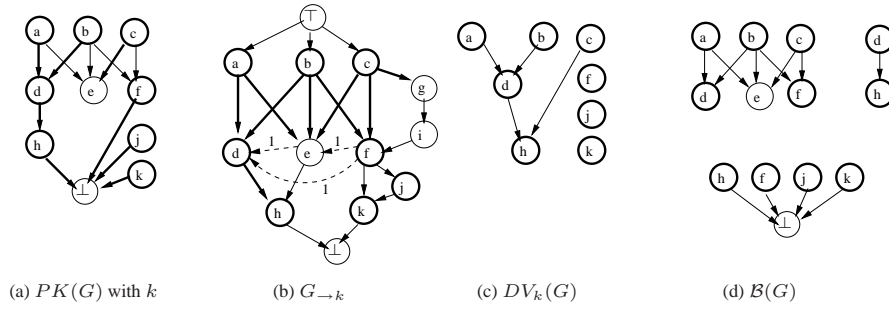 a b c
d e f
h j
k
⊥
(a) PK(G) with k
⊤
a b c
g
1 1 i
d e f
1
j
h k
⊥
(b) G→k
a b c
d f
j
h k
(c) DVk(G)
a b c d
d e f h
h f j k
⊥
(d) B(G)